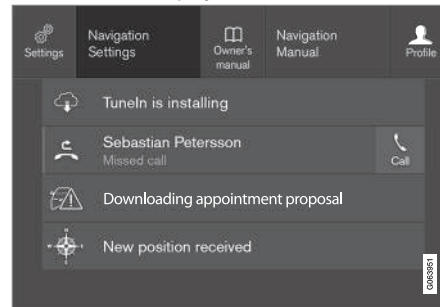 Settings
Navigation
Settings
Owner's
manual
Navigation
Manual
Profile
TuneIn is installing
Sebastian Petersson
Missed call
Call
Downloading appointment proposal
New position received
G063951